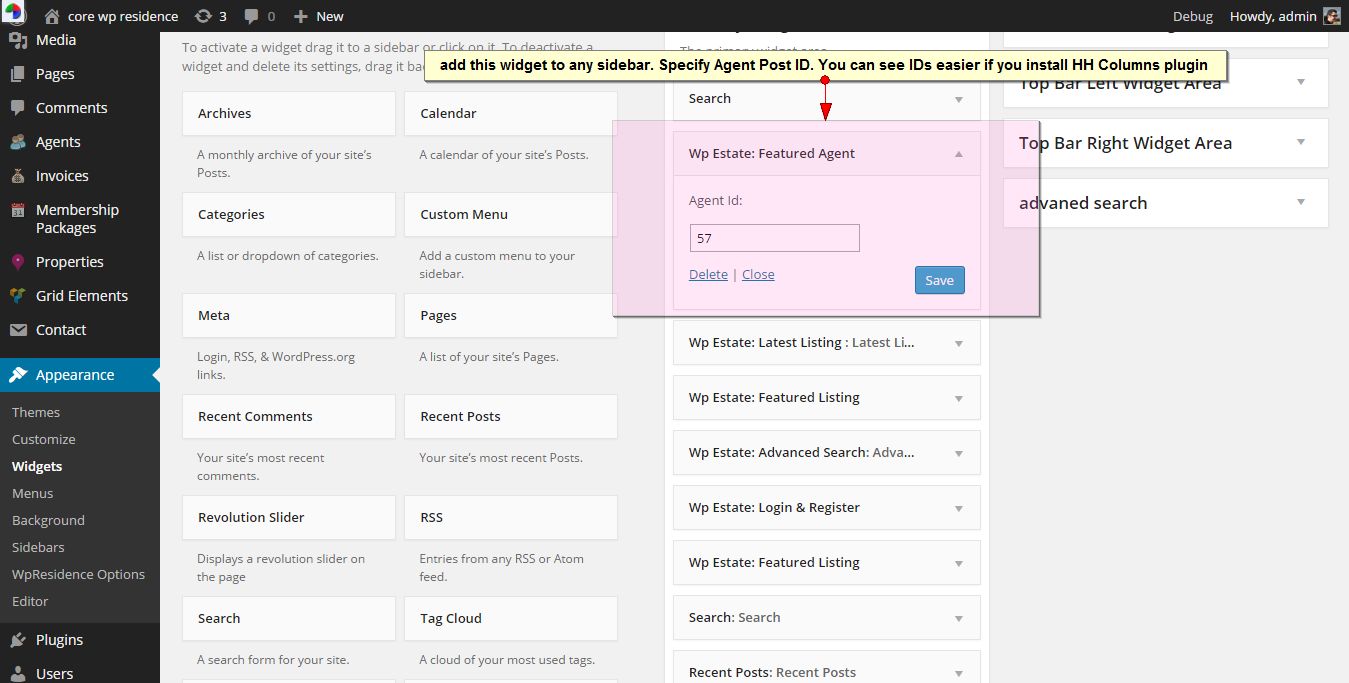 core wp residence
3
0
New
Debug
Howdy, admin
Media
Pages
Comments
Agents
Invoices
Membership
Packages
Properties
Grid Elements
Contact
Appearance
Themes
Customize
Widgets
Menus
Background
Sidebars
WpResidence Options
Editor
Plugins
Users
To activate a widget drag it to a sidebar or click on it. To deactivate a
widget and delete its settings, drag it
add this widget to any sidebar. Specify Agent Post ID. You can see IDs easier if you install HH Columns plugin
Archives
A monthly archive of your site's
Posts.
Calendar
A calendar of your site's Posts.
Categories
A list or dropdown of categories.
Custom Menu
Add a custom menu to your
sidebar.
Meta
Login, RSS, & WordPress.org
links.
Pages
A list of your site's Pages.
Recent Comments
Your site's most recent
comments.
Recent Posts
Your site's most recent Posts.
Revolution Slider
Displays a revolution slider on
the page
RSS
Entries from any RSS or Atom
feed.
Search
A search form for your site.
Tag Cloud
A cloud of your most used tags.
The primary widget area
Search
Wp Estate: Featured Agent
Agent Id:
57
Delete | Close
Save
Wp Estate: Latest Listing : Latest Li...
Wp Estate: Featured Listing
Wp Estate: Advanced Search: Adva...
Wp Estate: Login & Register
Wp Estate: Featured Listing
Search: Search
Recent Posts: Recent Posts
Top Bar Left Widget Area
Top Bar Right Widget Area
advaned search